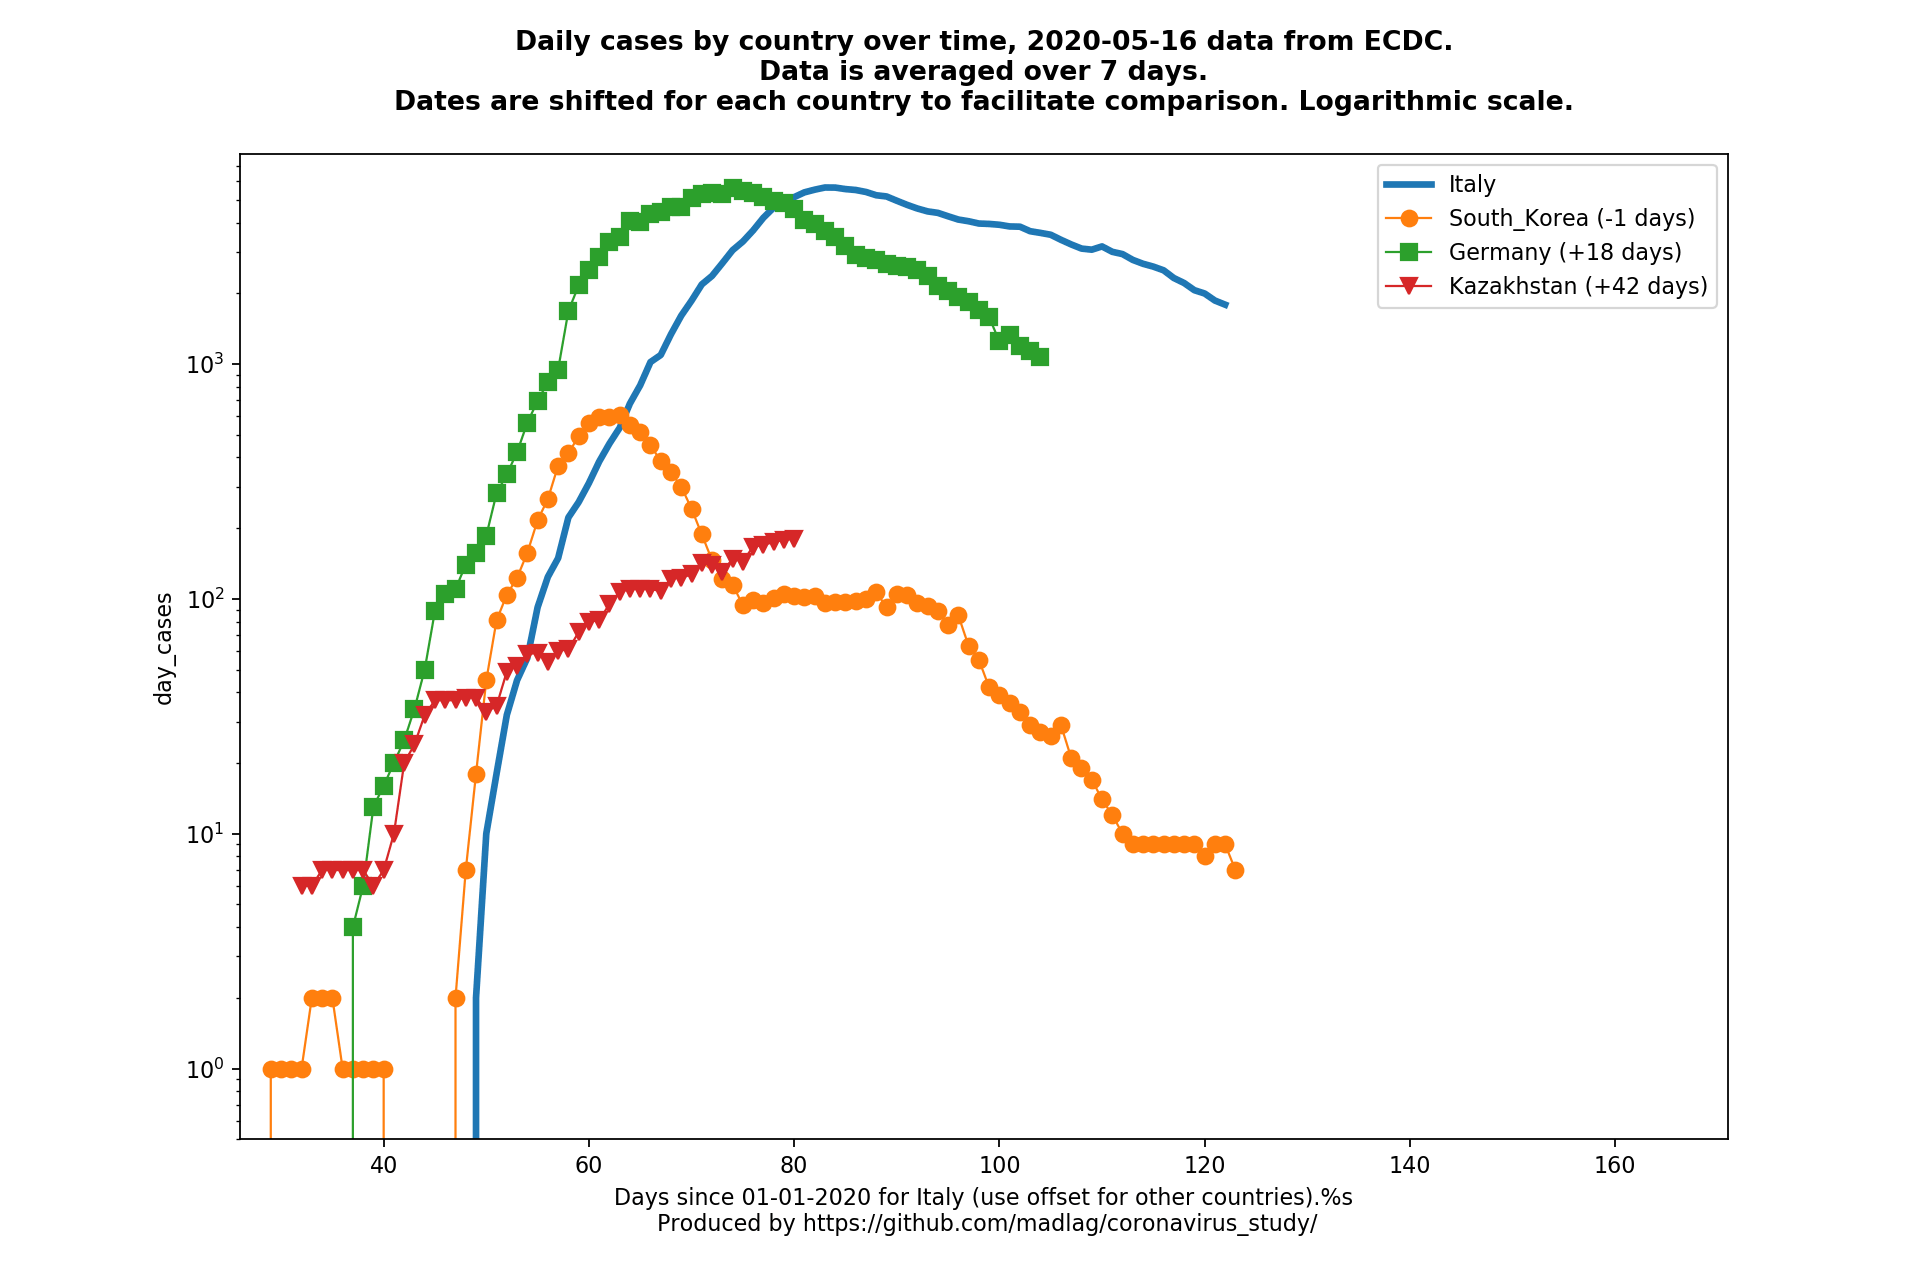 Daily cases by country over time, 2020-05-16 data from ECDC.
Data is averaged over 7 days.
Dates are shifted for each country to facilitate comparison. Logarithmic scale.
Italy
South_Korea (-1 days)
Germany (+18 days)
Kazakhstan (+42 days)
10³
10²
10¹
10⁰
day_cases
40 60 80 100 120 140 160
Days since 01-01-2020 for Italy (use offset for other countries).%s
Produced by https://github.com/madlag/coronavirus_study/